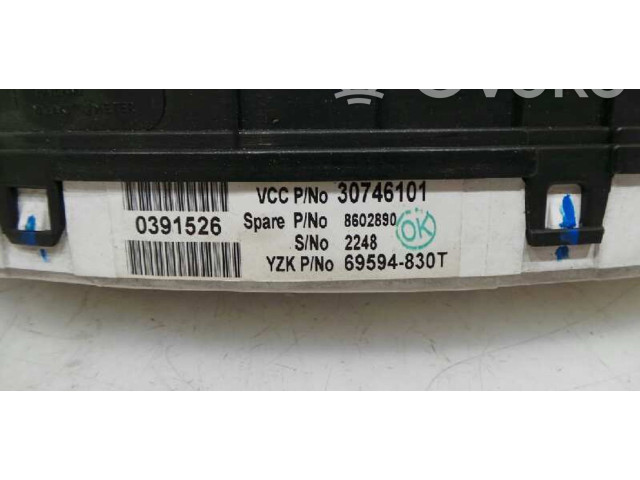 VCC P/No 30746101
0391526 Spare P/No 8602890 OK
S/No 2248
YZK P/No 69594-830T